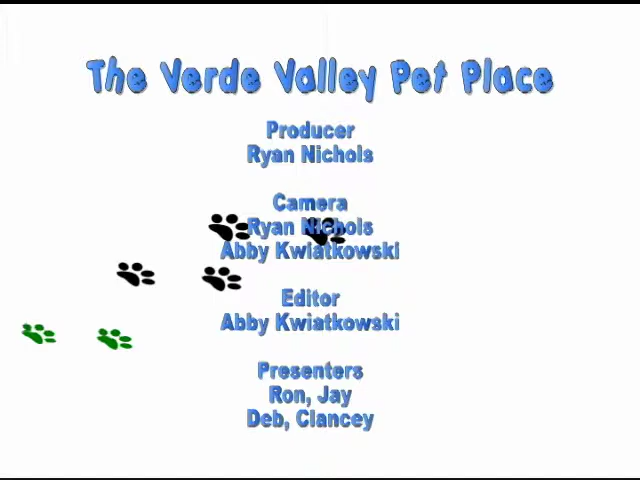 The Verde Valley Pet Place
Producer
Ryan Nichols
Camera
Ryan Nichols
Abby Kwiatkowski
Editor
Abby Kwiatkowski
Presenters
Ron, Jay
Deb, Clancey